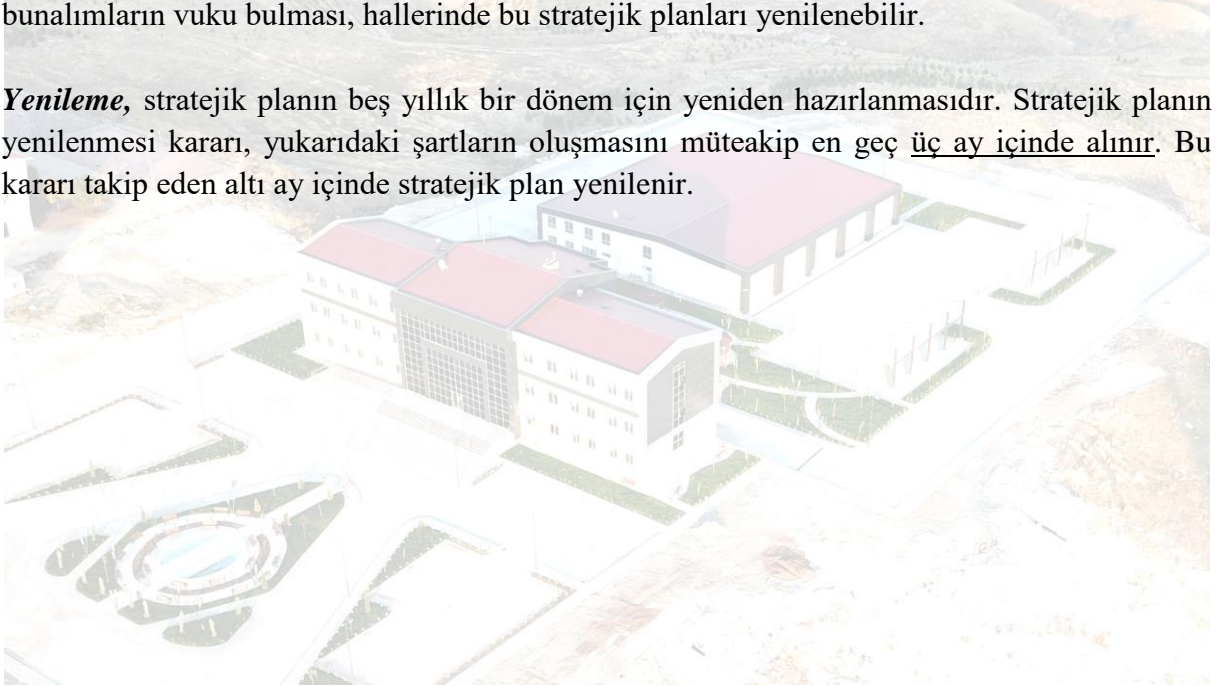 bunalımların vuku bulması, hallerinde bu stratejik planları yenilenebilir.
Yenileme, stratejik planın beş yıllık bir dönem için yeniden hazırlanmasıdır. Stratejik planın
yenilenmesi kararı, yukarıdaki şartların oluşmasını müteakip en geç üç ay içinde alınır. Bu
kararı takip eden altı ay içinde stratejik plan yenilenir.